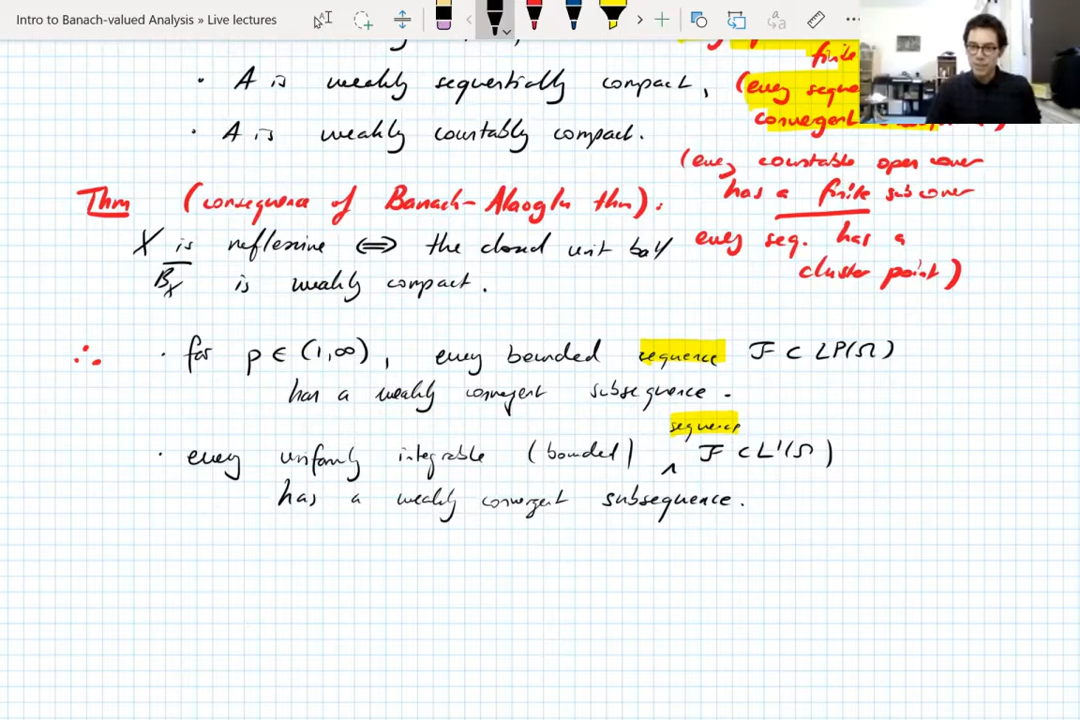 Intro to Banach-valued Analysis » Live lectures
finite
· A is weakly sequentially compact, (every seque
convergent
· A is weakly countably compact.
(every countable open cover
has a finite subcover
Thm (consequence of Banach-Alaoglu thm).
X is reflexive ⟺ the closed unit ball
every seq. has a
cluster point)
B_X is weakly compact.
∴ · for p ∈ (1,∞), every bounded sequence F ⊂ LP(Ω)
has a weakly convergent subsequence.
sequence
· every uniformly integrable (bounded) ^ F ⊂ L'(Ω)
has a weakly convergent subsequence.